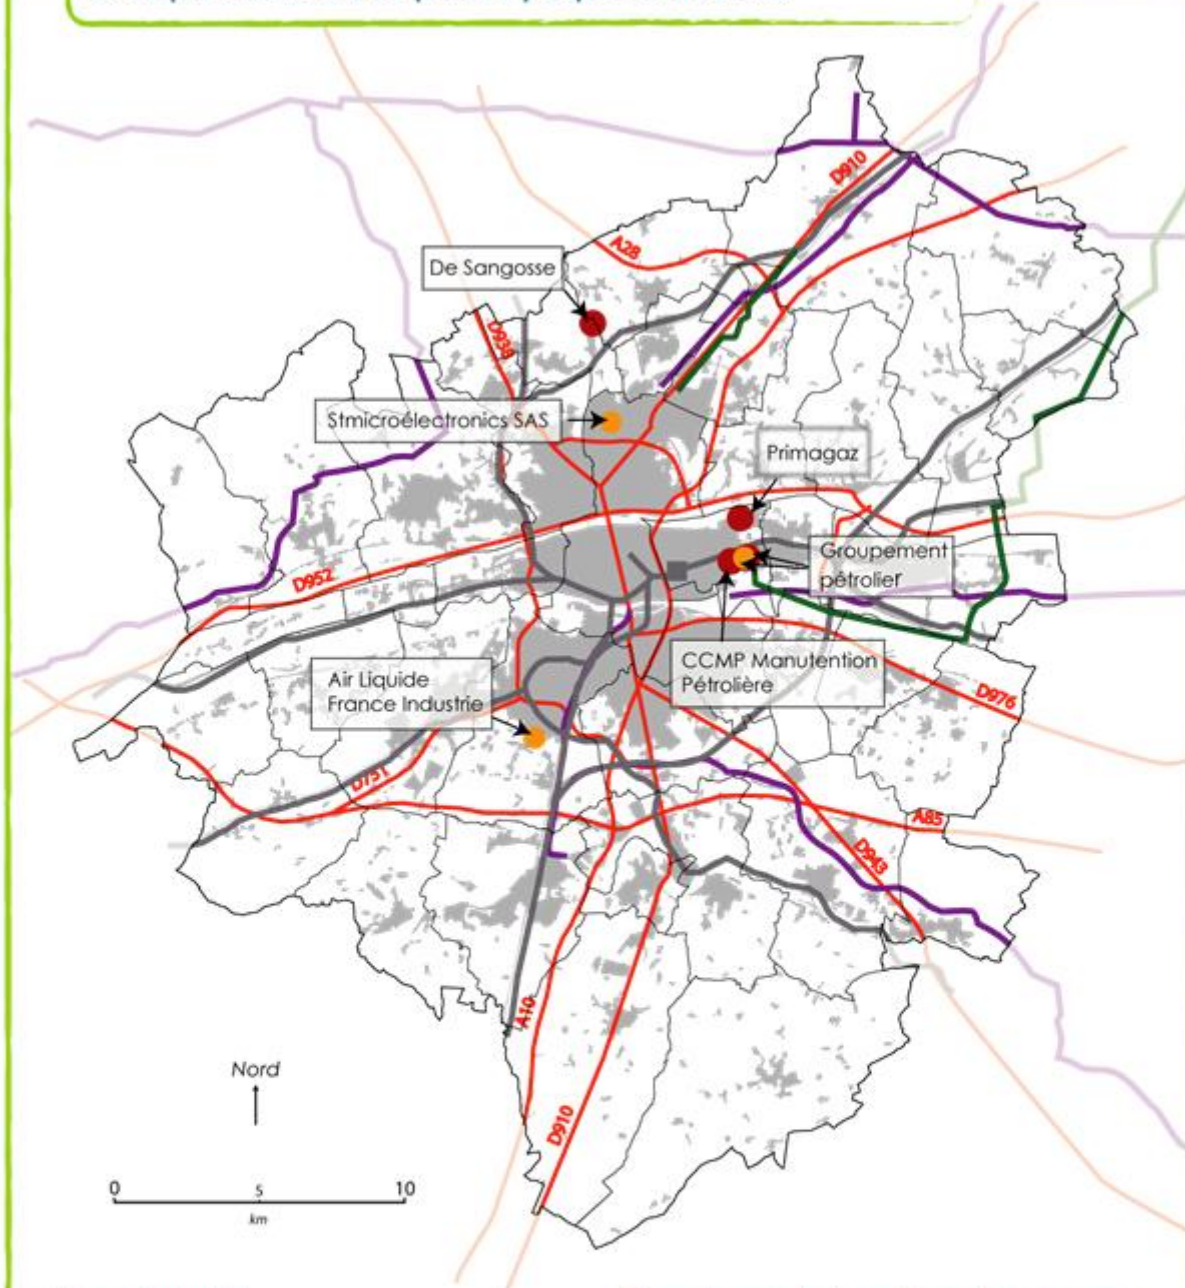 D910
A28
De Sangosse
D938
Stmicroélectronics SAS
Primagaz
Groupement
pétrolier
D952
CCMP Manutention
Pétrolière
Air Liquide
France Industrie
D976
D751
A85
D943
A10
Nord
D910
0 5 10
km